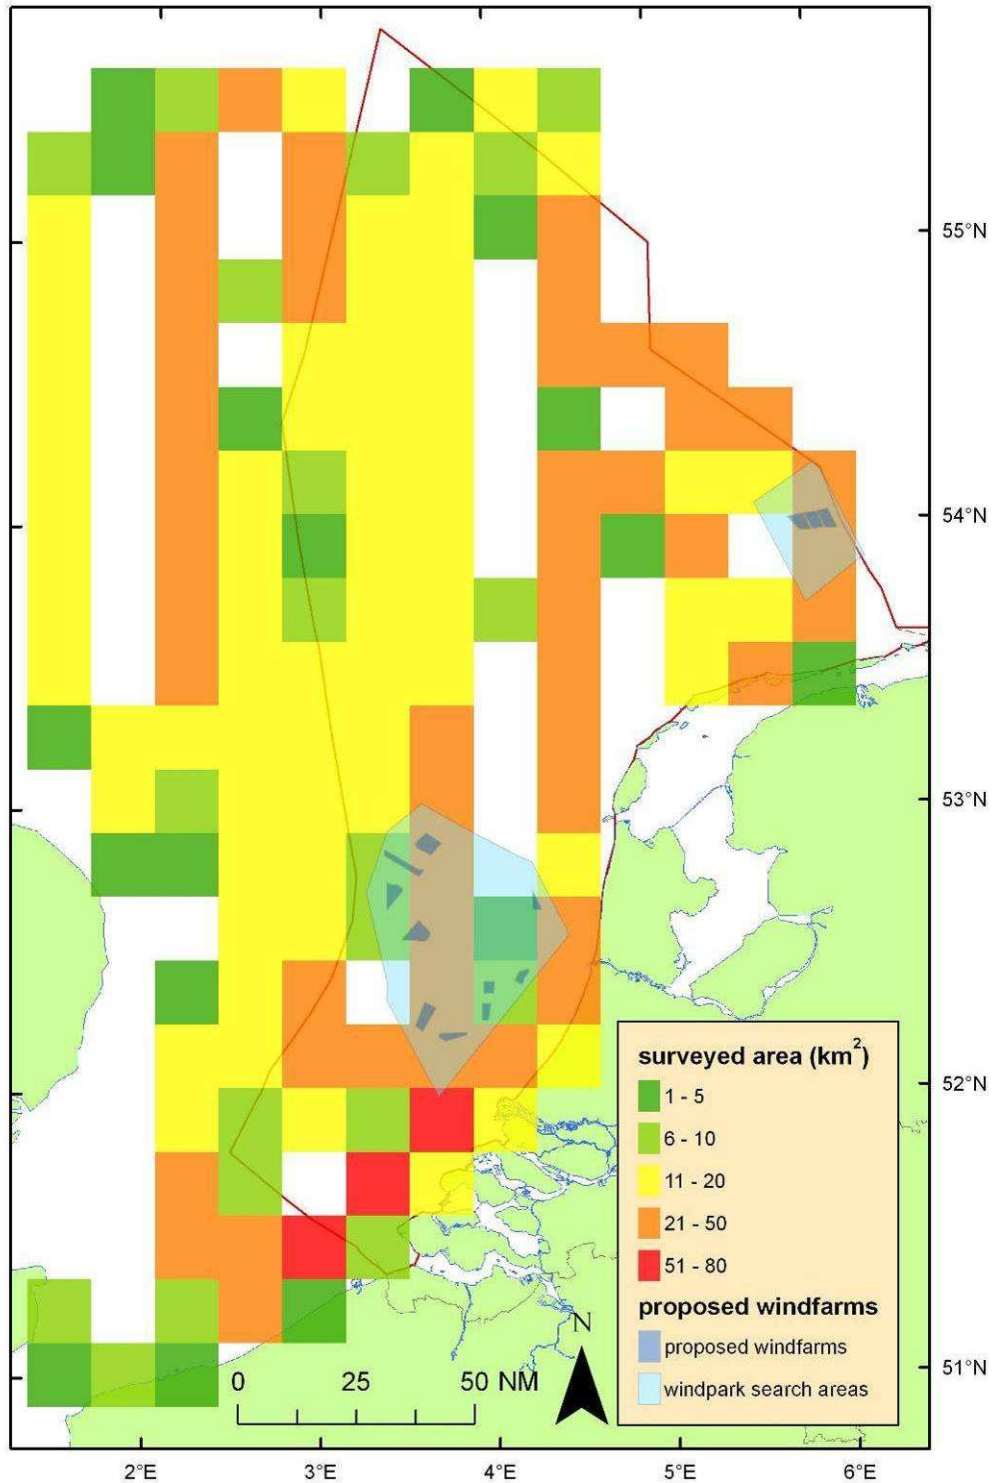 55°N
54°N
53°N
52°N
51°N
surveyed area (km²)
1 - 5
6 - 10
11 - 20
21 - 50
51 - 80
proposed windfarms
proposed windfarms
windpark search areas
N
0 25 50 NM
2°E 3°E 4°E 5°E 6°E